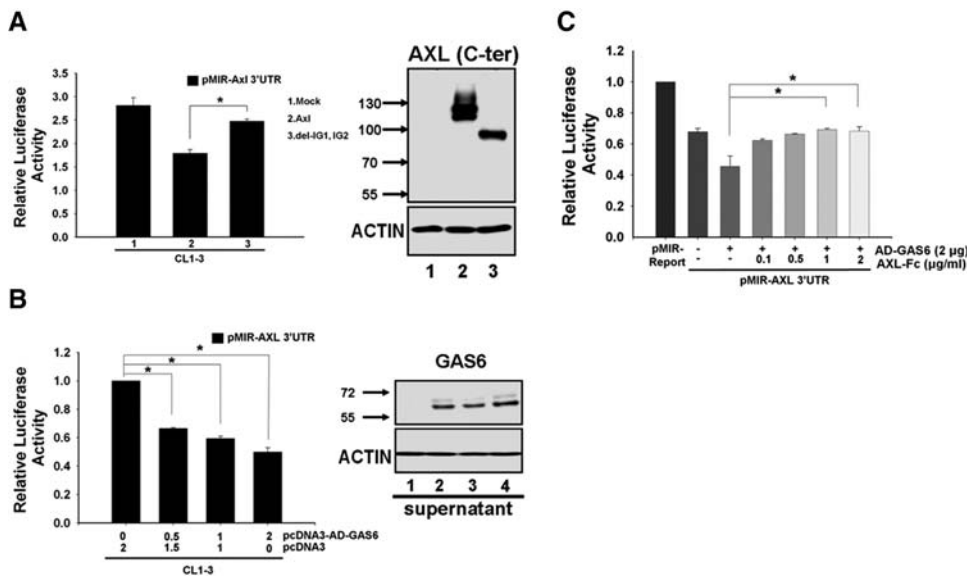 A
Relative Luciferase Activity
3.5
3.0
2.5
2.0
1.5
1.0
0.5
0.0
pMIR-Axl 3'UTR
*
1.Mock
2.Axl
3.del-IG1, IG2
1 2 3
CL1-3
AXL (C-ter)
130
100
70
55
ACTIN
1 2 3
B
Relative Luciferase Activity
1.2
1.0
0.8
0.6
0.4
0.2
0.0
pMIR-AXL 3'UTR
*
*
*
0 0.5 1 2 pcDNA3-AD-GAS6
2 1.5 1 0 pcDNA3
CL1-3
GAS6
72
55
ACTIN
1 2 3 4
supernatant
C
Relative Luciferase Activity
1.2
1.0
0.8
0.6
0.4
0.2
0.0
*
*
pMIR-Report
- + + + + + AD-GAS6 (2 µg)
- - 0.1 0.5 1 2 AXL-Fc (µg/ml)
pMIR-AXL 3'UTR